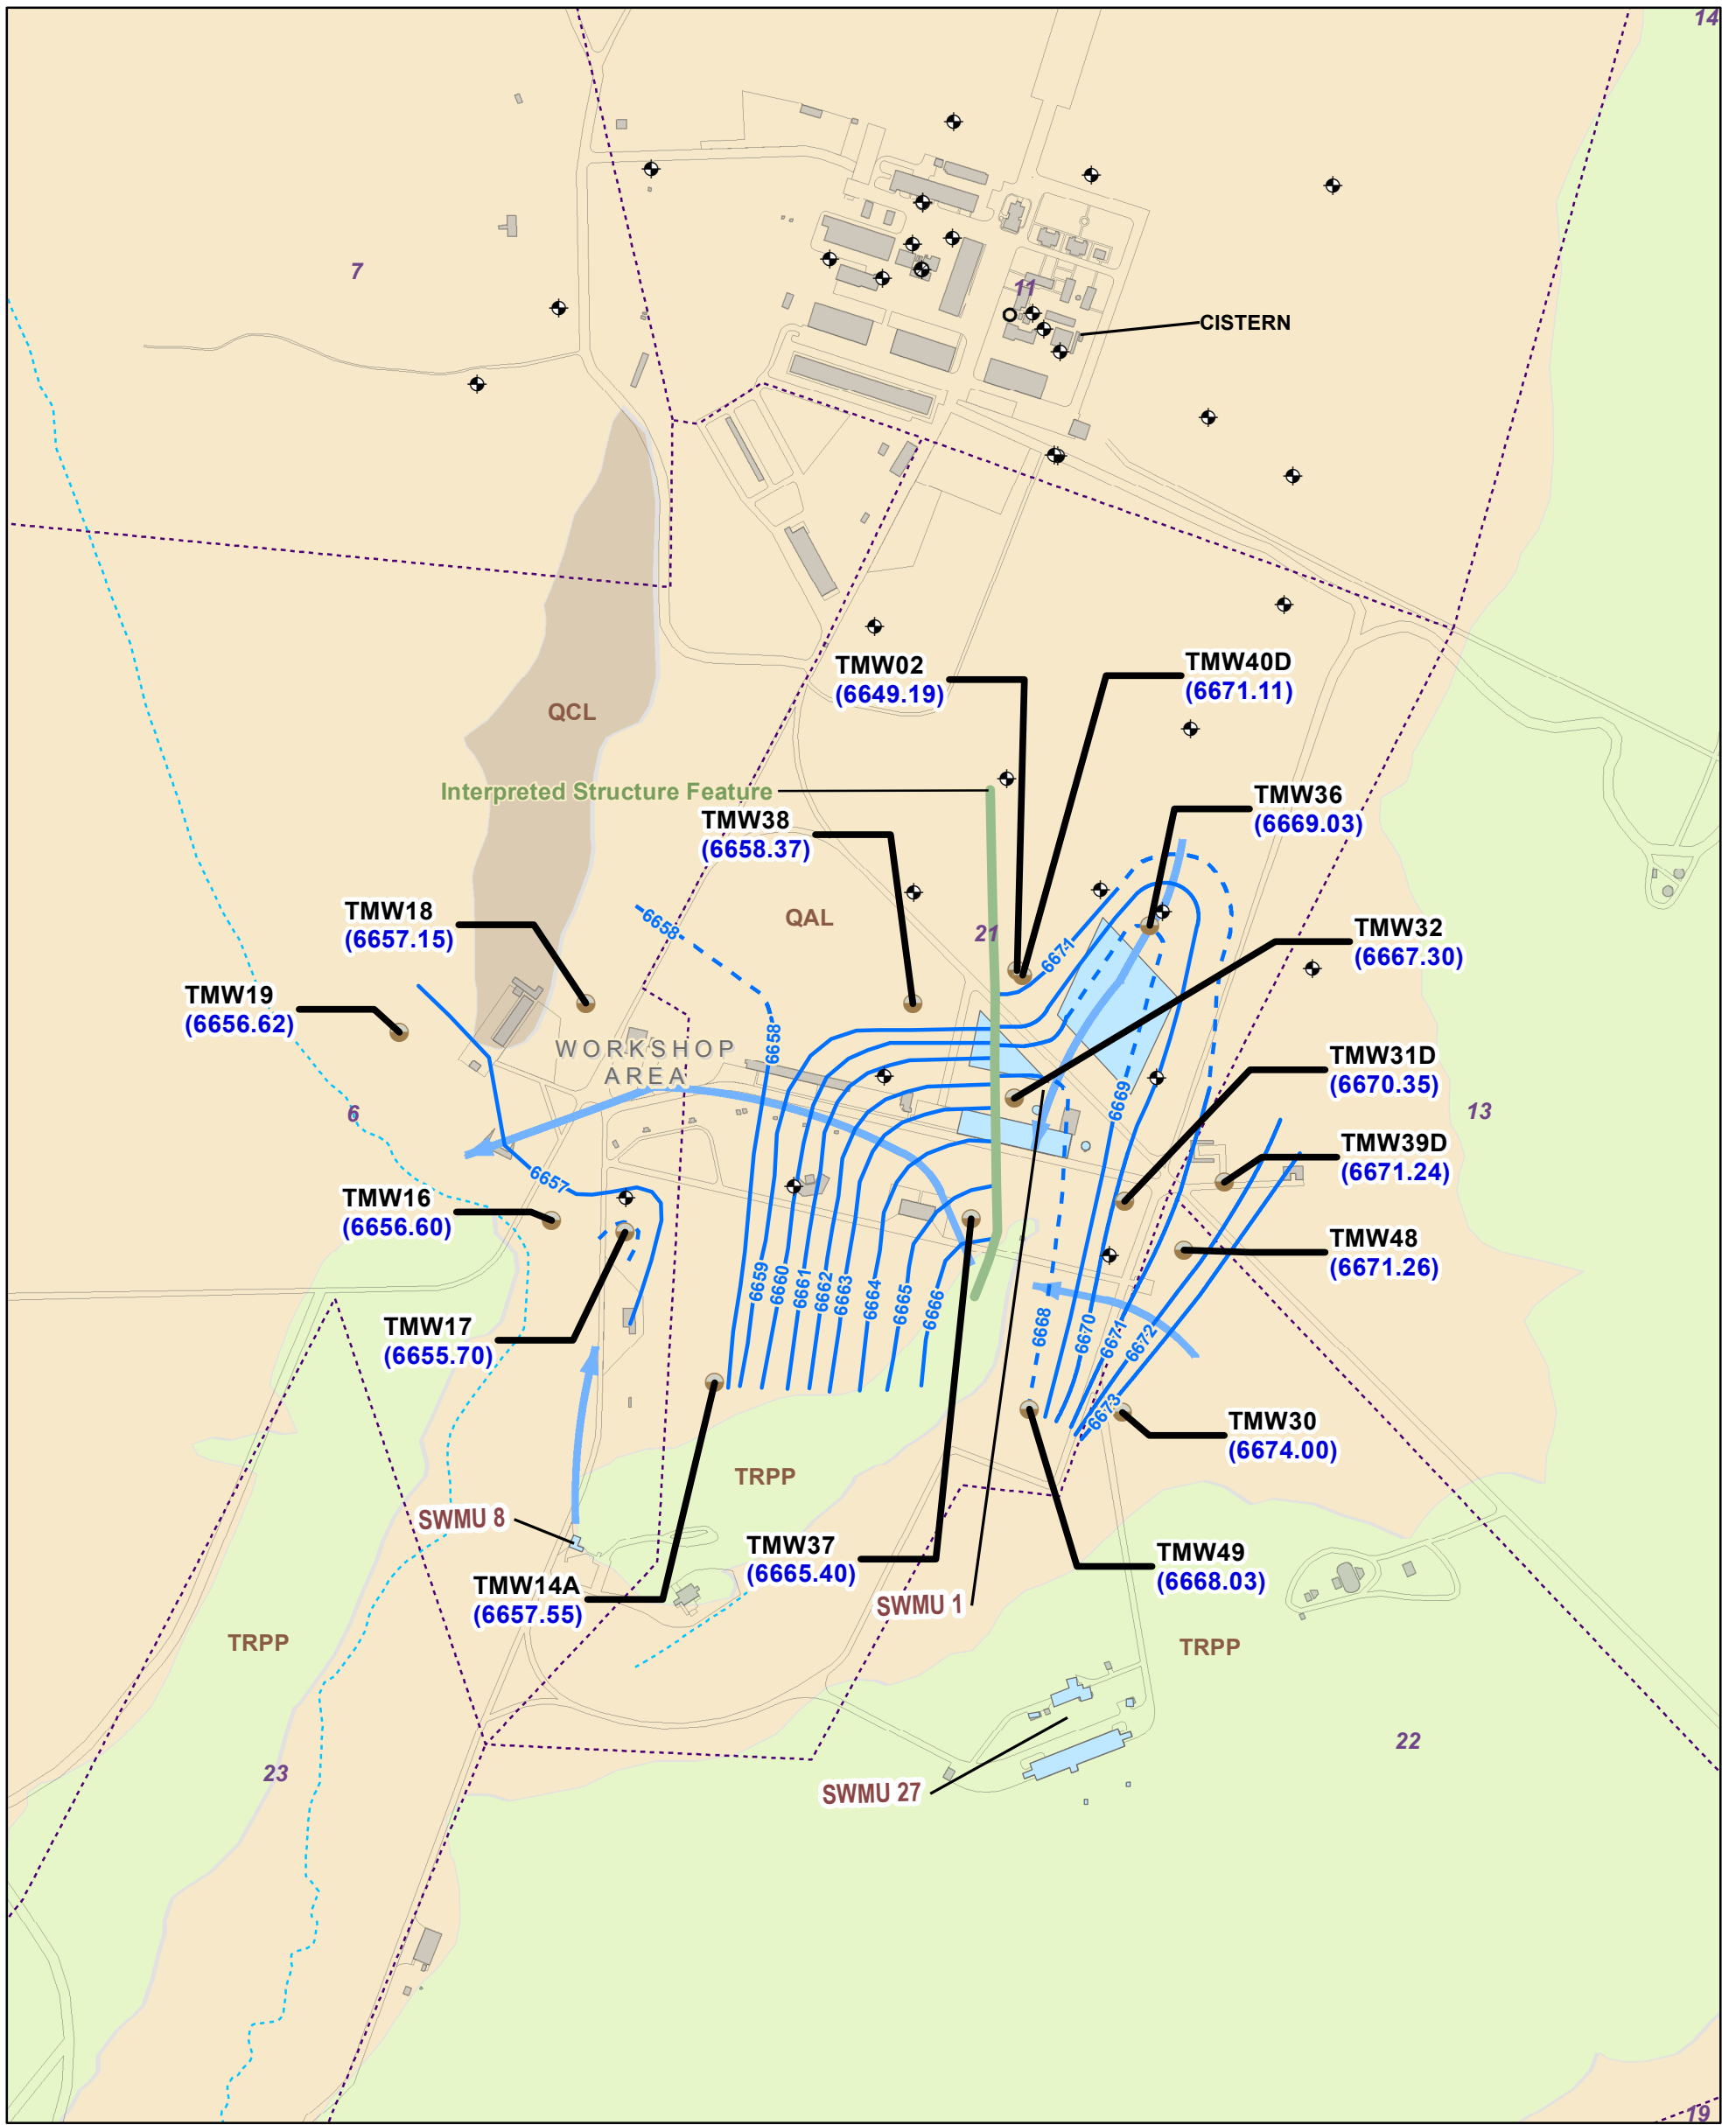 14
7
11
CISTERN
TMW02
(6649.19)
TMW40D
(6671.11)
QCL
Interpreted Structure Feature
TMW36
(6669.03)
TMW38
(6658.37)
TMW18
(6657.15)
6658
QAL
21
6671
TMW32
(6667.30)
TMW19
(6656.62)
WORKSHOP
AREA
6658
TMW31D
(6670.35)
6
6669
13
TMW39D
(6671.24)
6657
TMW16
(6656.60)
TMW48
(6671.26)
6659
6660
6661
6662
6663
6664
6665
6666
6668
6670
6671
6672
TMW17
(6655.70)
6673
TMW30
(6674.00)
TRPP
SWMU 8
TMW37
(6665.40)
TMW49
(6668.03)
TMW14A
(6657.55)
SWMU 1
TRPP
TRPP
22
23
SWMU 27
19